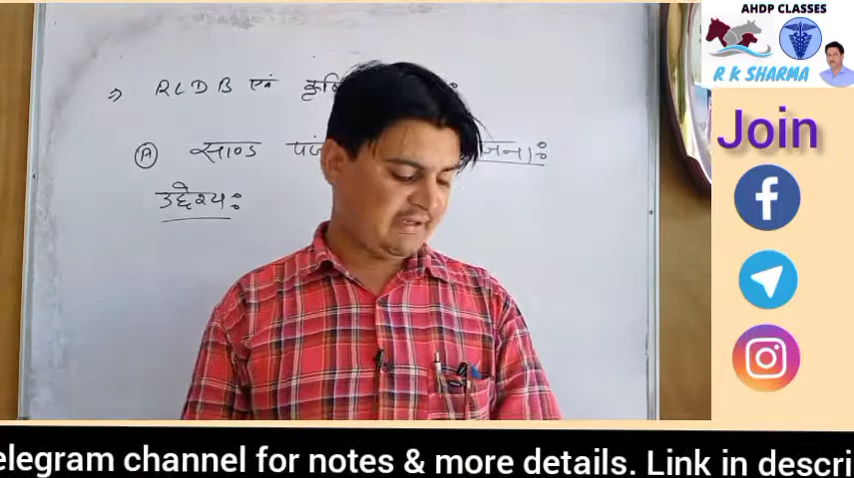 AHDP CLASSES
R K SHARMA
Join
⇒ RLDB एवं
Ⓐ साण्ड
उद्देश्य:
elegram channel for notes & more details. Link in descri